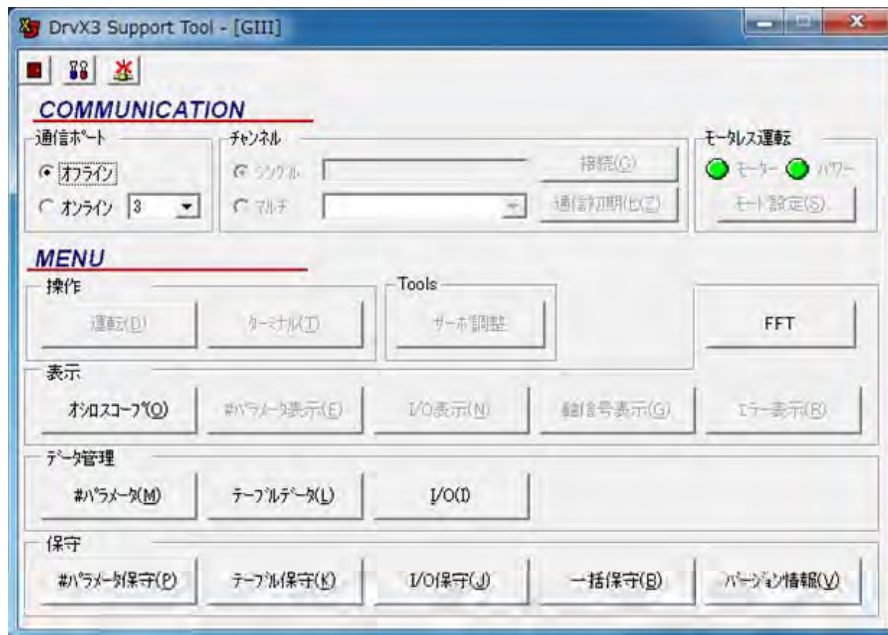 DrvX3 Support Tool - [GIII]
COMMUNICATION
通信ﾎﾟｰﾄ
オフライン
オンライン 3
ﾁｬﾝﾈﾙ
シングル 接続(C)
マルチ 通信初期化(Z)
ﾓｰﾀﾚｽ運転
モーター パワー
モード設定(S)
MENU
操作
運転(D) ﾀｰﾐﾅﾙ(T)
Tools
サーボ調整
FFT
表示
ｵｼﾛｽｺｰﾌﾟ(O) #ﾊﾟﾗﾒｰﾀ表示(E) I/O表示(N) 軸信号表示(G) ｴﾗｰ表示(R)
ﾃﾞｰﾀ管理
#ﾊﾟﾗﾒｰﾀ(M) テーブルﾃﾞｰﾀ(L) I/O(I)
保守
#ﾊﾟﾗﾒｰﾀ保守(P) テーブル保守(K) I/O保守(J) 一括保守(B) バージョン情報(V)